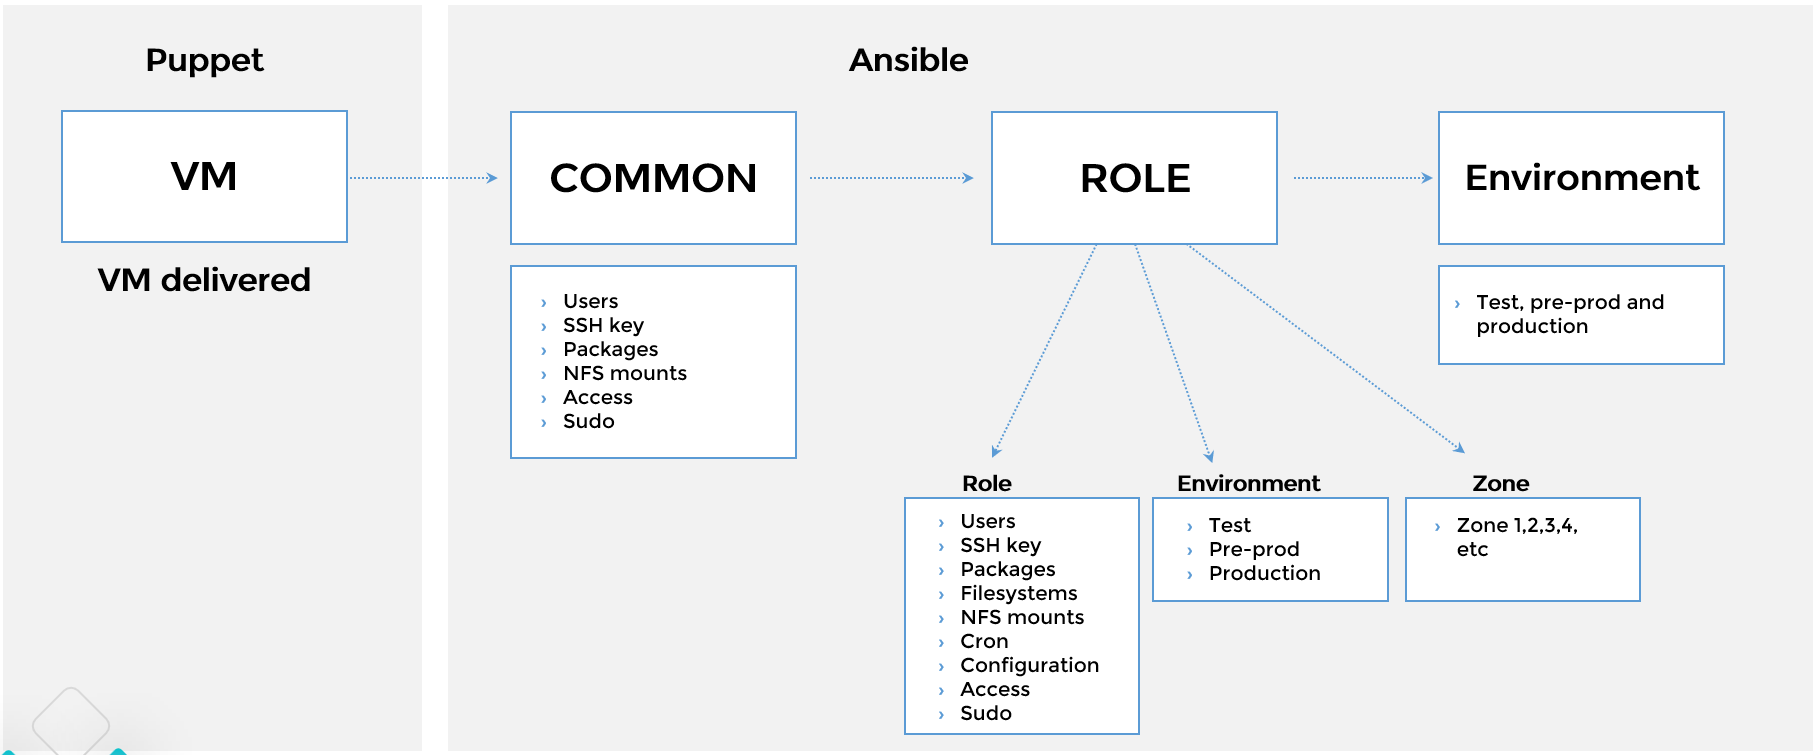 Puppet
VM
VM delivered
Ansible
COMMON
› Users
› SSH key
› Packages
› NFS mounts
› Access
› Sudo
ROLE
Environment
› Test, pre-prod and
production
Role
› Users
› SSH key
› Packages
› Filesystems
› NFS mounts
› Cron
› Configuration
› Access
› Sudo
Environment
› Test
› Pre-prod
› Production
Zone
› Zone 1,2,3,4,
etc